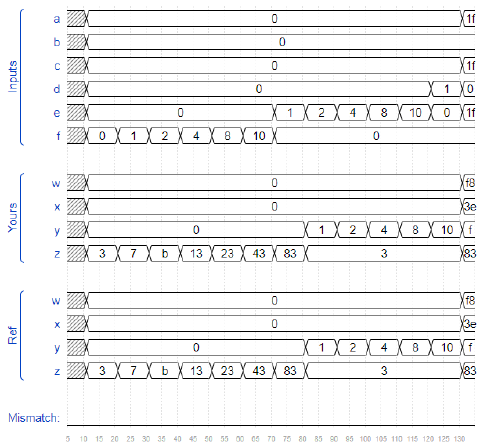 Inputs
a 0 1f
b 0
c 0 1f
d 0 1 0
e 0 1 2 4 8 10 0 1f
f 0 1 2 4 8 10 0
Yours
w 0 f8
x 0 3e
y 0 1 2 4 8 10 f
z 3 7 b 13 23 43 83 3 83
Ref
w 0 f8
x 0 3e
y 0 1 2 4 8 10 f
z 3 7 b 13 23 43 83 3 83
Mismatch:
5 10 15 20 25 30 35 40 45 50 55 60 65 70 75 80 85 90 95 100 105 110 115 120 125 130